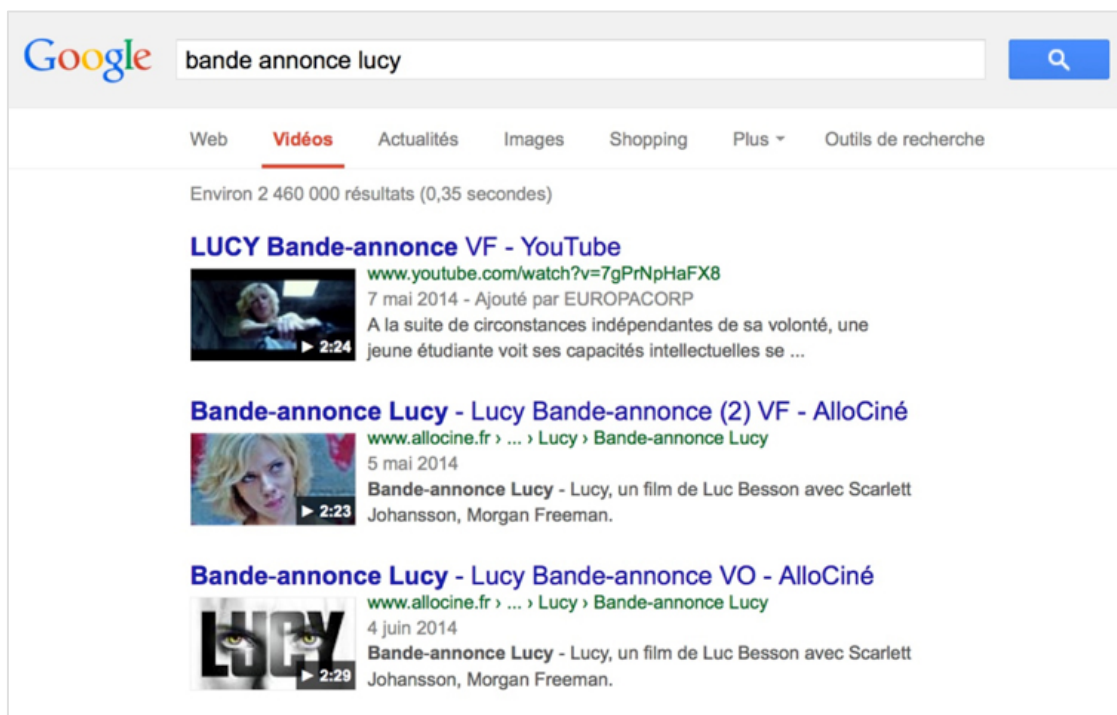 Google bande annonce lucy
Web Vidéos Actualités Images Shopping Plus Outils de recherche
Environ 2 460 000 résultats (0,35 secondes)
LUCY Bande-annonce VF - YouTube
www.youtube.com/watch?v=7gPrNpHaFX8
7 mai 2014 - Ajouté par EUROPACORP
A la suite de circonstances indépendantes de sa volonté, une
jeune étudiante voit ses capacités intellectuelles se ...
2:24
Bande-annonce Lucy - Lucy Bande-annonce (2) VF - AlloCiné
www.allocine.fr › ... › Lucy › Bande-annonce Lucy
5 mai 2014
Bande-annonce Lucy - Lucy, un film de Luc Besson avec Scarlett
Johansson, Morgan Freeman.
2:23
Bande-annonce Lucy - Lucy Bande-annonce VO - AlloCiné
www.allocine.fr › ... › Lucy › Bande-annonce Lucy
4 juin 2014
Bande-annonce Lucy - Lucy, un film de Luc Besson avec Scarlett
Johansson, Morgan Freeman.
LUCY
2:29